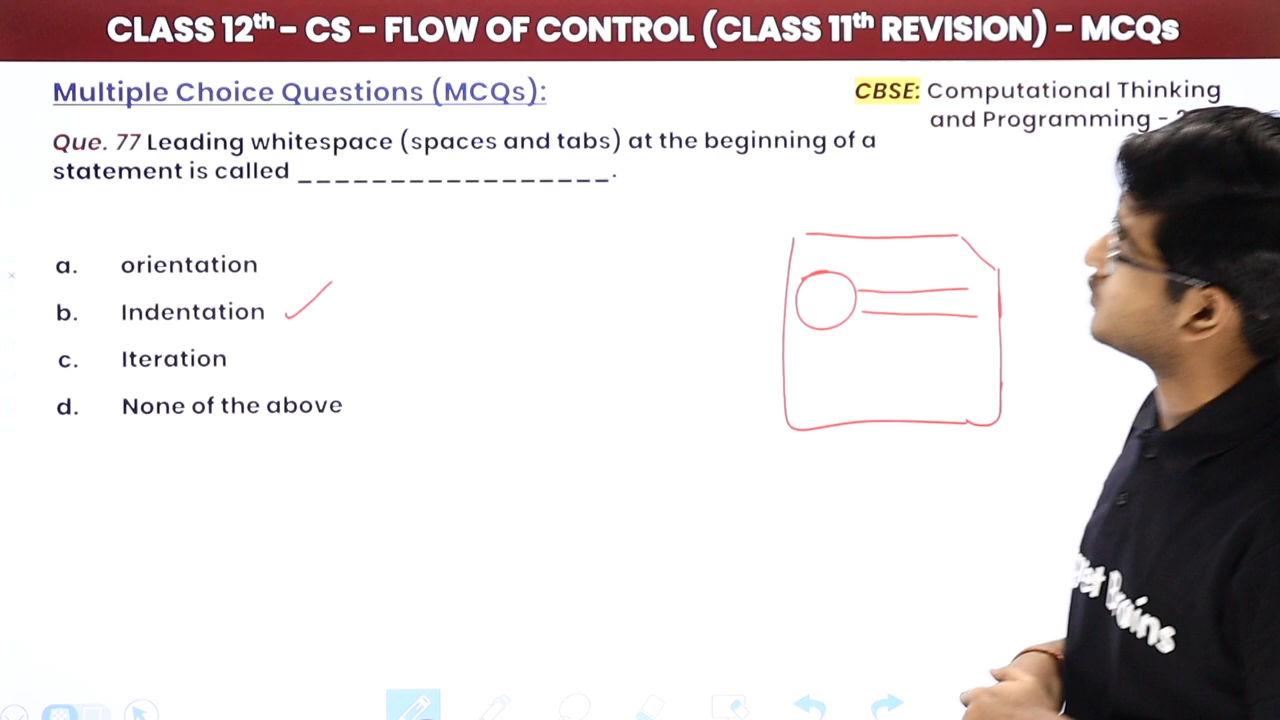 CLASS 12th - CS - FLOW OF CONTROL (CLASS 11th REVISION) - MCQs
Multiple Choice Questions (MCQs):
CBSE: Computational Thinking
and Programming -
Que. 77 Leading whitespace (spaces and tabs) at the beginning of a
statement is called _________________.
a. orientation
b. Indentation
c. Iteration
d. None of the above